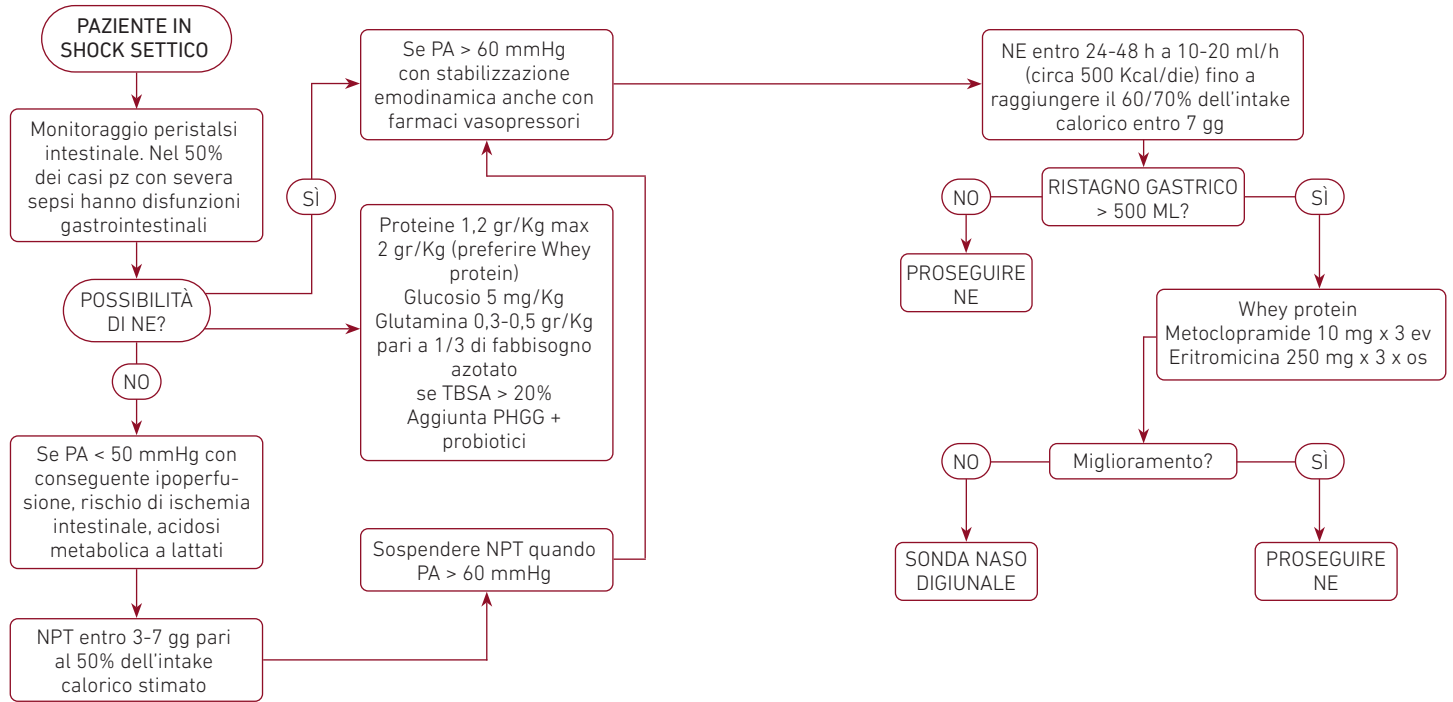 PAZIENTE IN
SHOCK SETTICO
Monitoraggio peristalsi
intestinale. Nel 50%
dei casi pz con severa
sepsi hanno disfunzioni
gastrointestinali
POSSIBILITÀ
DI NE?
NO
Se PA < 50 mmHg con
conseguente ipoperfu-
sione, rischio di ischemia
intestinale, acidosi
metabolica a lattati
NPT entro 3-7 gg pari
al 50% dell'intake
calorico stimato
SÌ
Se PA > 60 mmHg
con stabilizzazione
emodinamica anche con
farmaci vasopressori
Proteine 1,2 gr/Kg max
2 gr/Kg (preferire Whey
protein)
Glucosio 5 mg/Kg
Glutamina 0,3-0,5 gr/Kg
pari a 1/3 di fabbisogno
azotato
se TBSA > 20%
Aggiunta PHGG +
probiotici
Sospendere NPT quando
PA > 60 mmHg
NE entro 24-48 h a 10-20 ml/h
(circa 500 Kcal/die) fino a
raggiungere il 60/70% dell'intake
calorico entro 7 gg
RISTAGNO GASTRICO
> 500 ML?
NO
SÌ
PROSEGUIRE
NE
Whey protein
Metoclopramide 10 mg x 3 ev
Eritromicina 250 mg x 3 x os
Miglioramento?
NO
SÌ
SONDA NASO
DIGIUNALE
PROSEGUIRE
NE